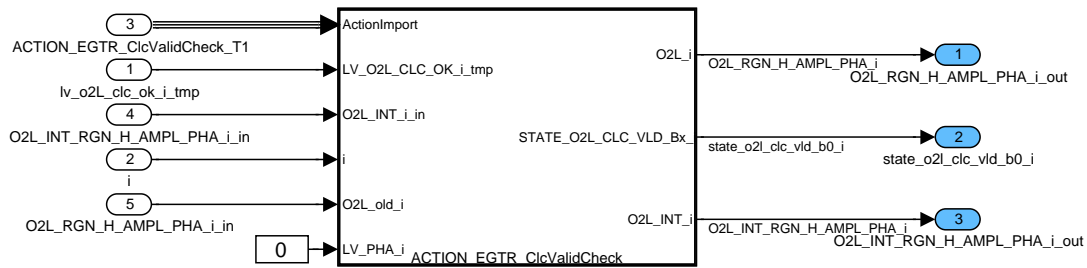 3
ACTION_EGTR_ClcValidCheck_T1
1
lv_o2L_clc_ok_i_tmp
4
O2L_INT_RGN_H_AMPL_PHA_i_in
2
i
5
O2L_RGN_H_AMPL_PHA_i_in
0
ActionImport
LV_O2L_CLC_OK_i_tmp
O2L_INT_i_in
i
O2L_old_i
LV_PHA_i
ACTION_EGTR_ClcValidCheck
O2L_i
STATE_O2L_CLC_VLD_Bx_
O2L_INT_i
O2L_RGN_H_AMPL_PHA_i
state_o2l_clc_vld_b0_i
O2L_INT_RGN_H_AMPL_PHA_i
1
O2L_RGN_H_AMPL_PHA_i_out
2
state_o2l_clc_vld_b0_i
3
O2L_INT_RGN_H_AMPL_PHA_i_out